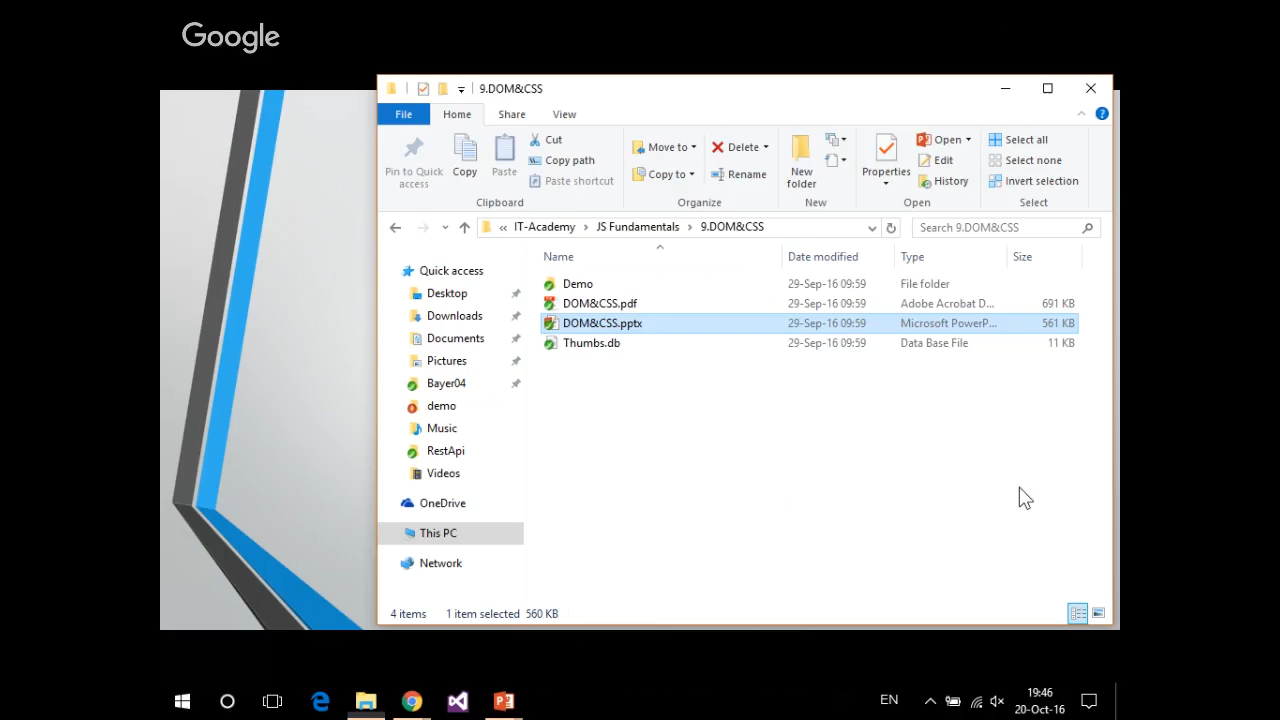 Google
9.DOM&CSS
File Home Share View
Pin to Quick access
Copy
Paste
Cut
Copy path
Paste shortcut
Clipboard
Move to
Copy to
Delete
Rename
Organize
New folder
New
Properties
Open
Edit
History
Open
Select all
Select none
Invert selection
Select
« IT-Academy › JS Fundamentals › 9.DOM&CSS
Search 9.DOM&CSS
Name Date modified Type Size
Demo 29-Sep-16 09:59 File folder
DOM&CSS.pdf 29-Sep-16 09:59 Adobe Acrobat D... 691 KB
DOM&CSS.pptx 29-Sep-16 09:59 Microsoft PowerP... 561 KB
Thumbs.db 29-Sep-16 09:59 Data Base File 11 KB
Quick access
Desktop
Downloads
Documents
Pictures
Bayer04
demo
Music
RestApi
Videos
OneDrive
This PC
Network
4 items 1 item selected 560 KB
EN
19:46
20-Oct-16